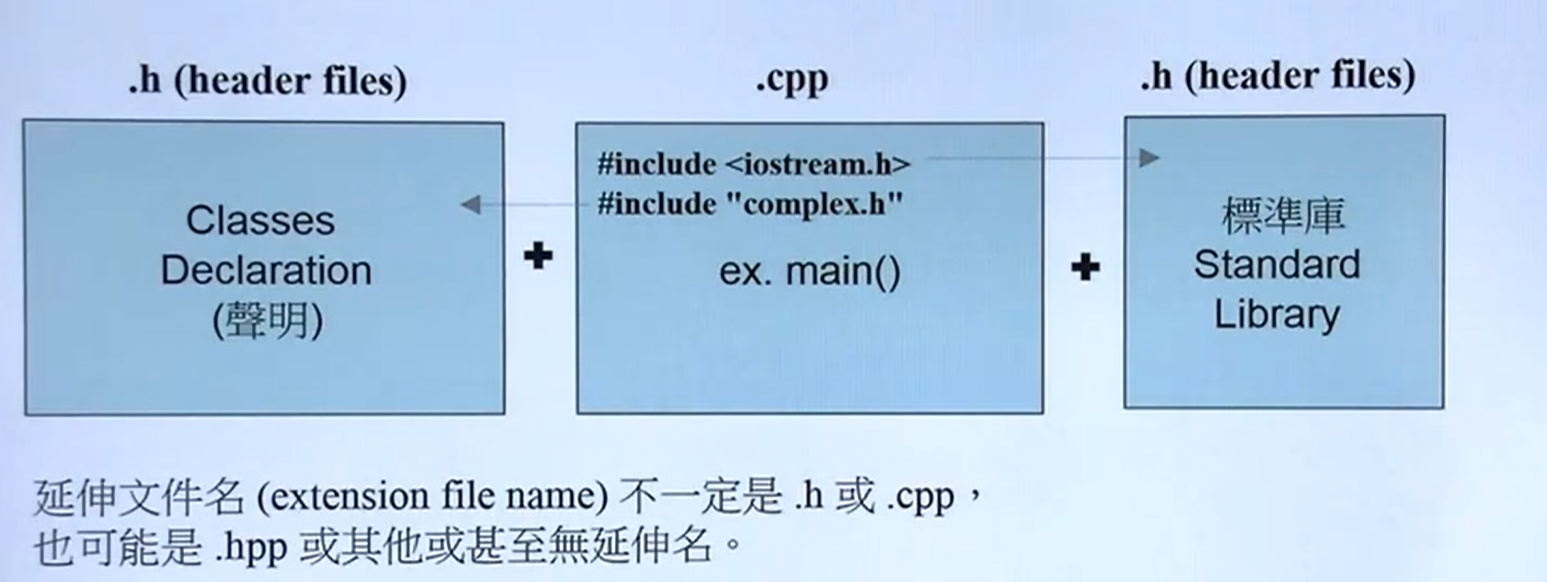 .h (header files)
Classes
Declaration
(聲明)
.cpp
#include <iostream.h>
#include "complex.h"
ex. main()
.h (header files)
標準庫
Standard
Library
延伸文件名 (extension file name) 不一定是 .h 或 .cpp，
也可能是 .hpp 或其他或甚至無延伸名。